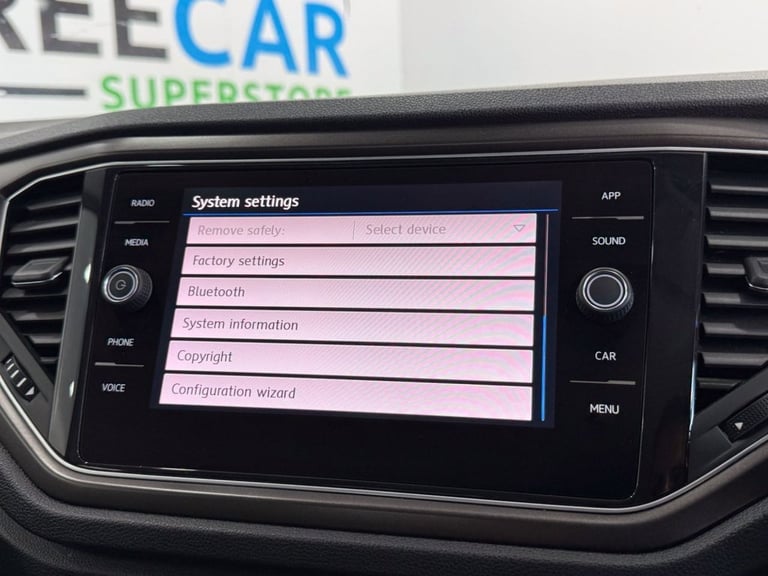 REECAR
SUPERSTORE
RADIO
MEDIA
PHONE
VOICE
System settings
Remove safely: Select device
Factory settings
Bluetooth
System information
Copyright
Configuration wizard
APP
SOUND
CAR
MENU